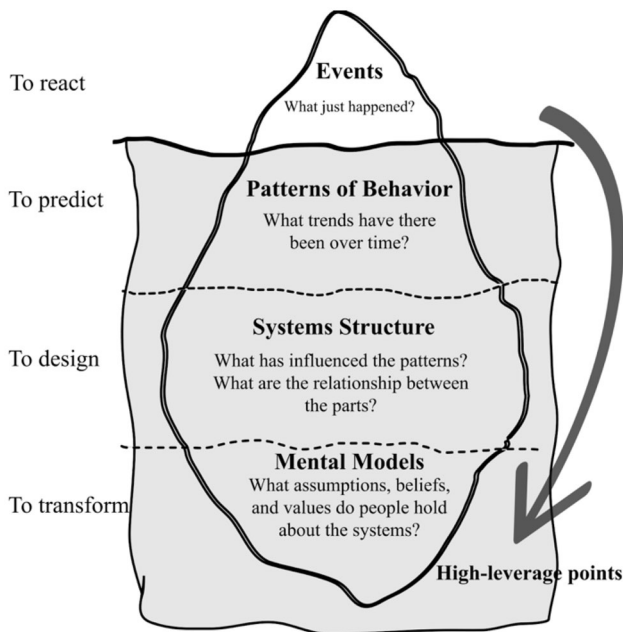 To react
Events
What just happened?
To predict
Patterns of Behavior
What trends have there
been over time?
To design
Systems Structure
What has influenced the patterns?
What are the relationship between
the parts?
To transform
Mental Models
What assumptions, beliefs,
and values do people hold
about the systems?
High-leverage points